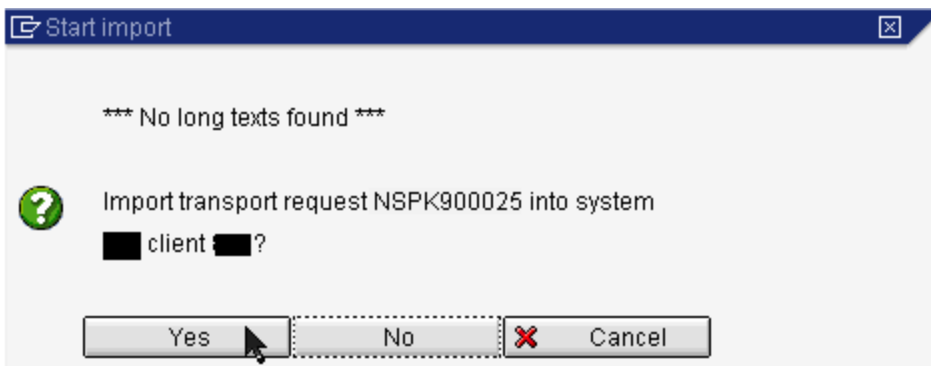 Start import
*** No long texts found ***
Import transport request NSPK900025 into system
client ?
Yes No Cancel